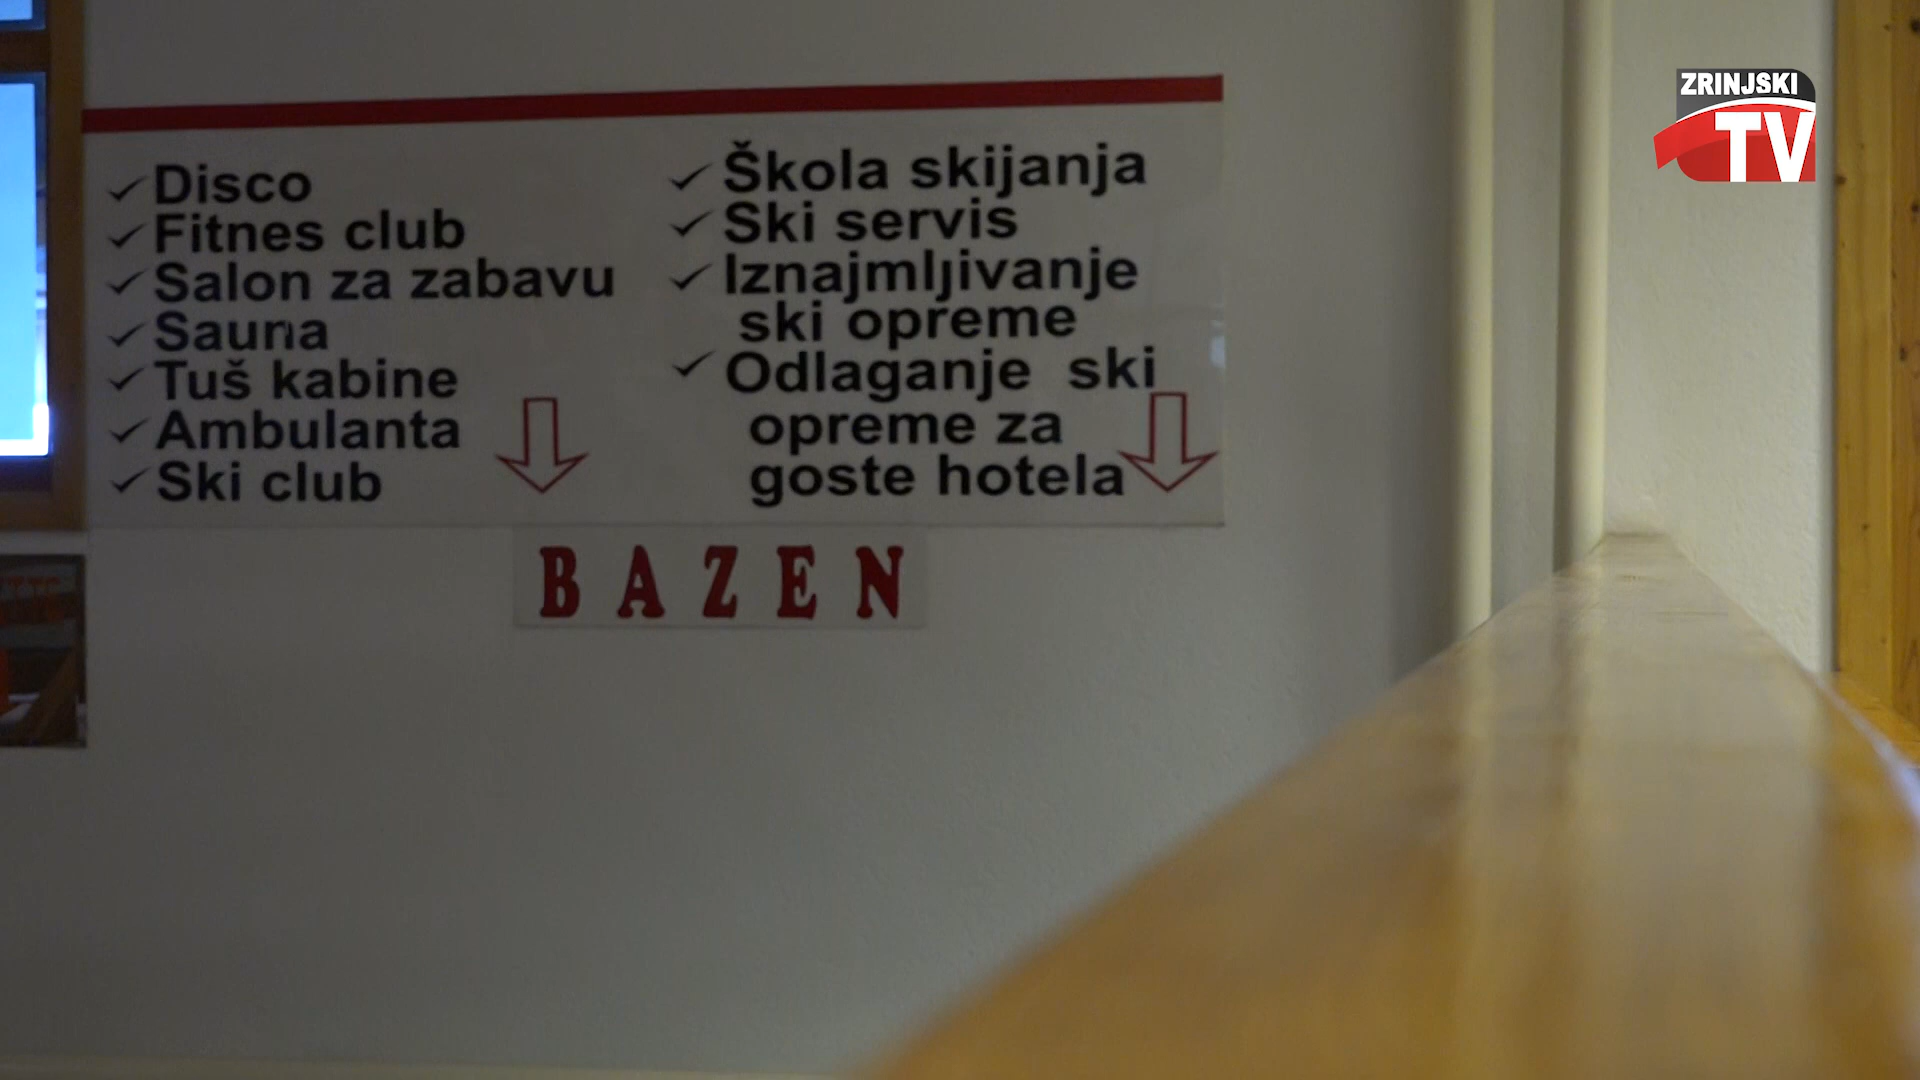 ZRINJSKI
TV
Disco
Fitnes club
Salon za zabavu
Sauna
Tuš kabine
Ambulanta
Ski club
Škola skijanja
Ski servis
Iznajmljivanje
ski opreme
Odlaganje ski
opreme za
goste hotela
BAZEN